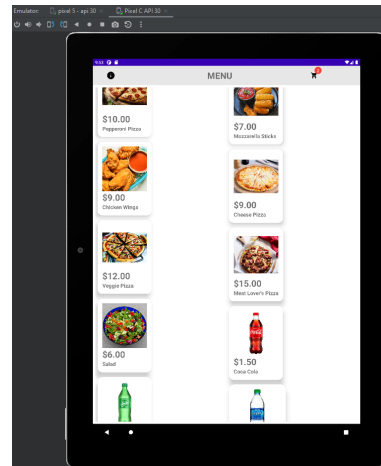 Emulator: pixel 5 - api 30 × Pixel C API 30 ×
9:53
MENU
$10.00
Pepperoni Pizza
$7.00
Mozzarella Sticks
$9.00
Chicken Wings
$9.00
Cheese Pizza
$12.00
Veggie Pizza
$15.00
Meat Lover's Pizza
$6.00
Salad
$1.50
Coca Cola